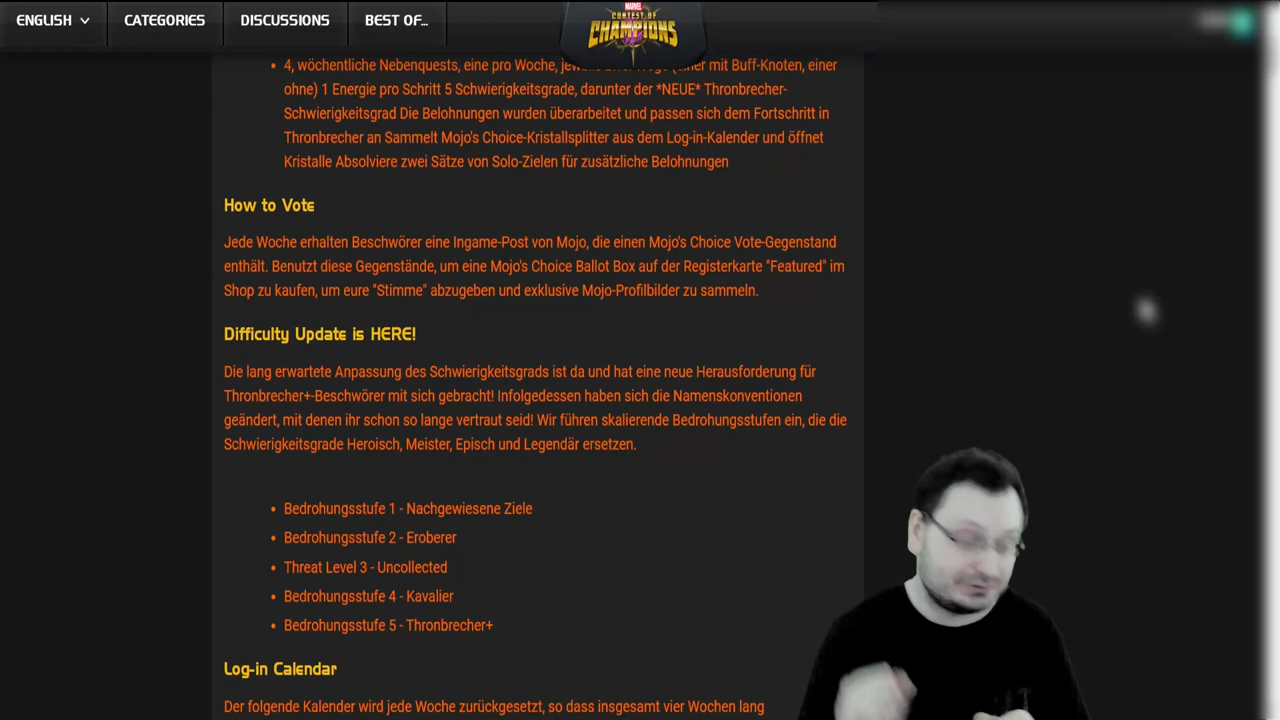 ENGLISH CATEGORIES DISCUSSIONS BEST OF...
MARVEL
CONTEST OF
CHAMPIONS
4, wöchentliche Nebenquests, eine pro Woche,
ohne) 1 Energie pro Schritt 5 Schwierigkeitsgrade, darunter der *NEUE* Thronbrecher-
Schwierigkeitsgrad Die Belohnungen wurden überarbeitet und passen sich dem Fortschritt in
Thronbrecher an Sammelt Mojo's Choice-Kristallsplitter aus dem Log-in-Kalender und öffnet
Kristalle Absolviere zwei Sätze von Solo-Zielen für zusätzliche Belohnungen
How to Vote
Jede Woche erhalten Beschwörer eine Ingame-Post von Mojo, die einen Mojo's Choice Vote-Gegenstand
enthält. Benutzt diese Gegenstände, um eine Mojo's Choice Ballot Box auf der Registerkarte "Featured" im
Shop zu kaufen, um eure "Stimme" abzugeben und exklusive Mojo-Profilbilder zu sammeln.
Difficulty Update is HERE!
Die lang erwartete Anpassung des Schwierigkeitsgrads ist da und hat eine neue Herausforderung für
Thronbrecher+-Beschwörer mit sich gebracht! Infolgedessen haben sich die Namenskonventionen
geändert, mit denen ihr schon so lange vertraut seid! Wir führen skalierende Bedrohungsstufen ein, die die
Schwierigkeitsgrade Heroisch, Meister, Episch und Legendär ersetzen.
Bedrohungsstufe 1 - Nachgewiesene Ziele
Bedrohungsstufe 2 - Eroberer
Threat Level 3 - Uncollected
Bedrohungsstufe 4 - Kavalier
Bedrohungsstufe 5 - Thronbrecher+
Log-in Calendar
Der folgende Kalender wird jede Woche zurückgesetzt, so dass insgesamt vier Wochen lang